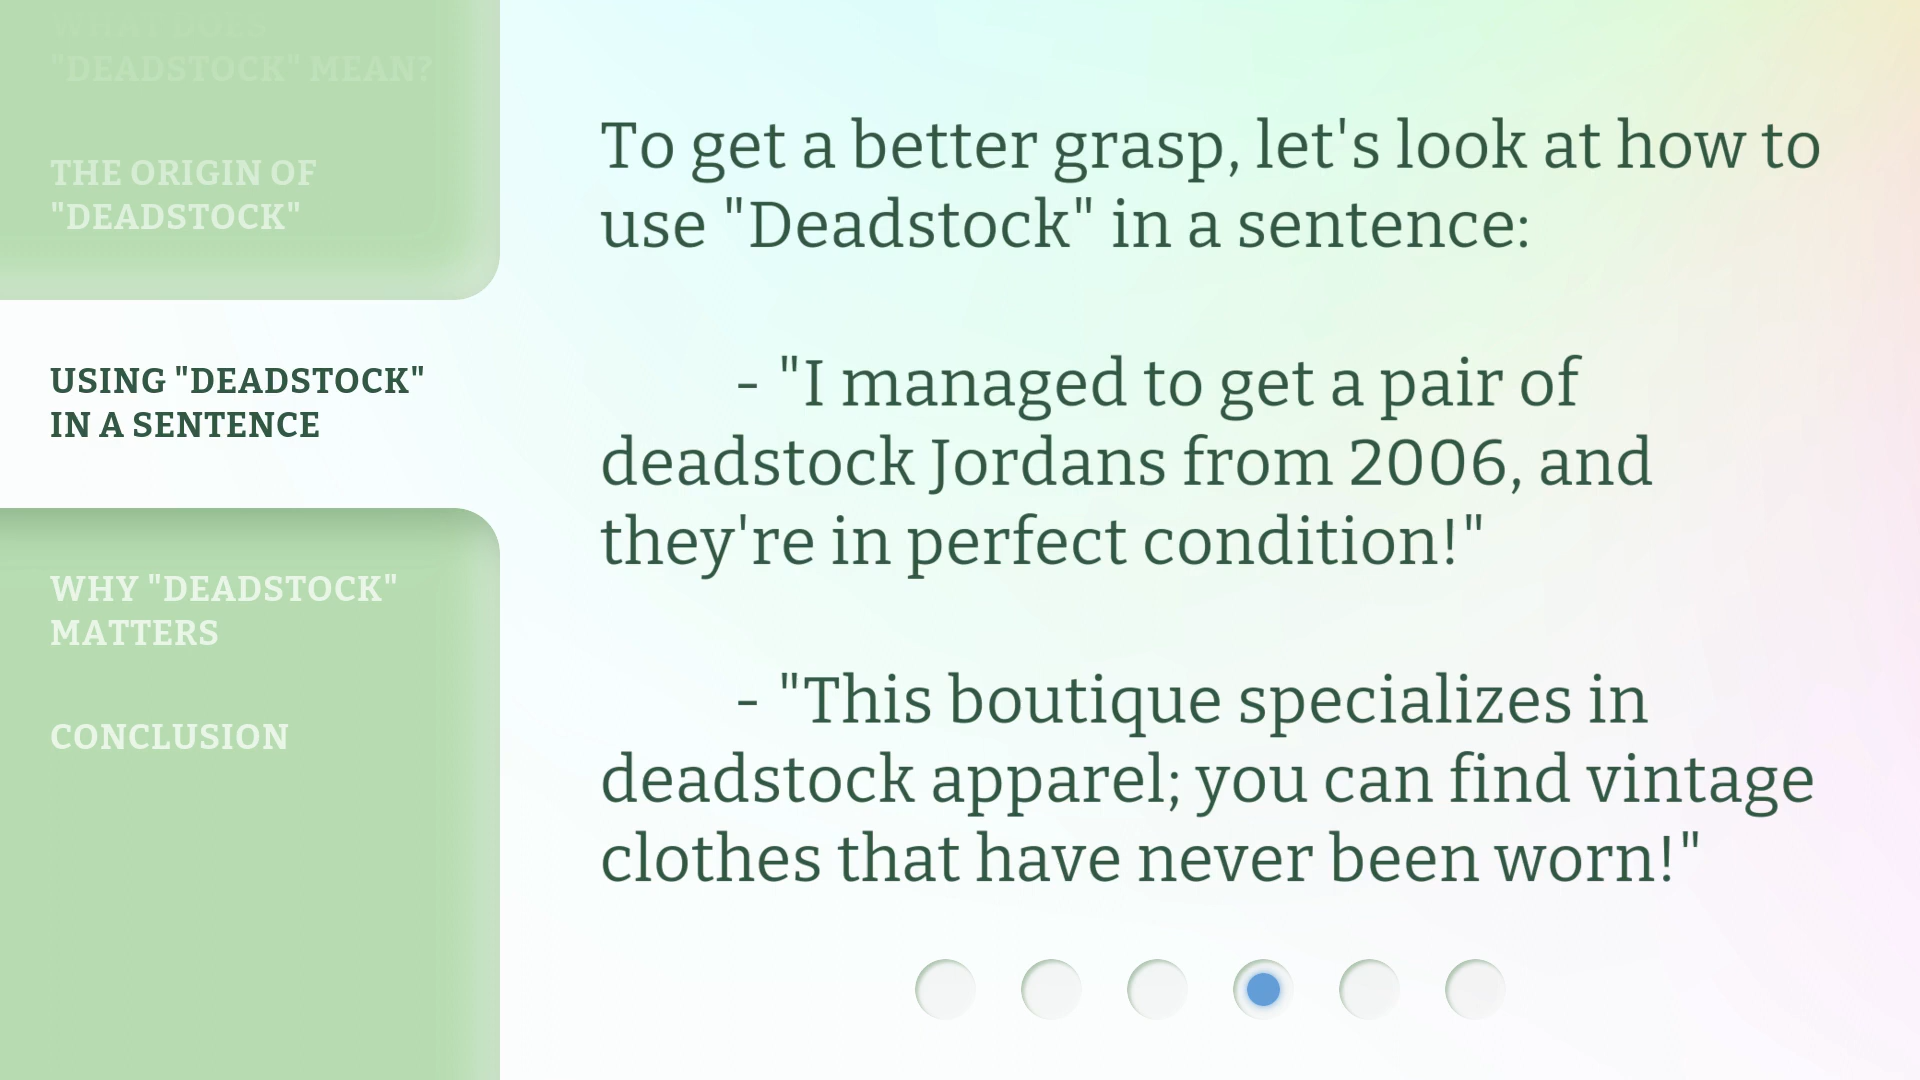 WHAT DOES
"DEADSTOCK" MEAN?
THE ORIGIN OF
"DEADSTOCK"
USING "DEADSTOCK"
IN A SENTENCE
WHY "DEADSTOCK"
MATTERS
CONCLUSION
To get a better grasp, let's look at how to
use "Deadstock" in a sentence:
- "I managed to get a pair of
deadstock Jordans from 2006, and
they're in perfect condition!"
- "This boutique specializes in
deadstock apparel; you can find vintage
clothes that have never been worn!"